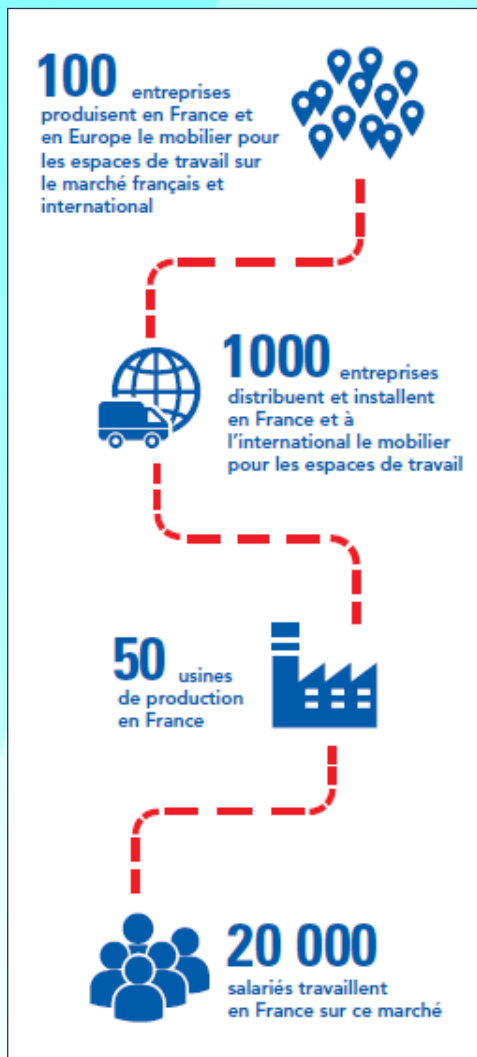 100 entreprises
produisent en France et
en Europe le mobilier pour
les espaces de travail sur
le marché français et
international
1000 entreprises
distribuent et installent
en France et à
l'international le mobilier
pour les espaces de travail
50 usines
de production
en France
20 000
salariés travaillent
en France sur ce marché